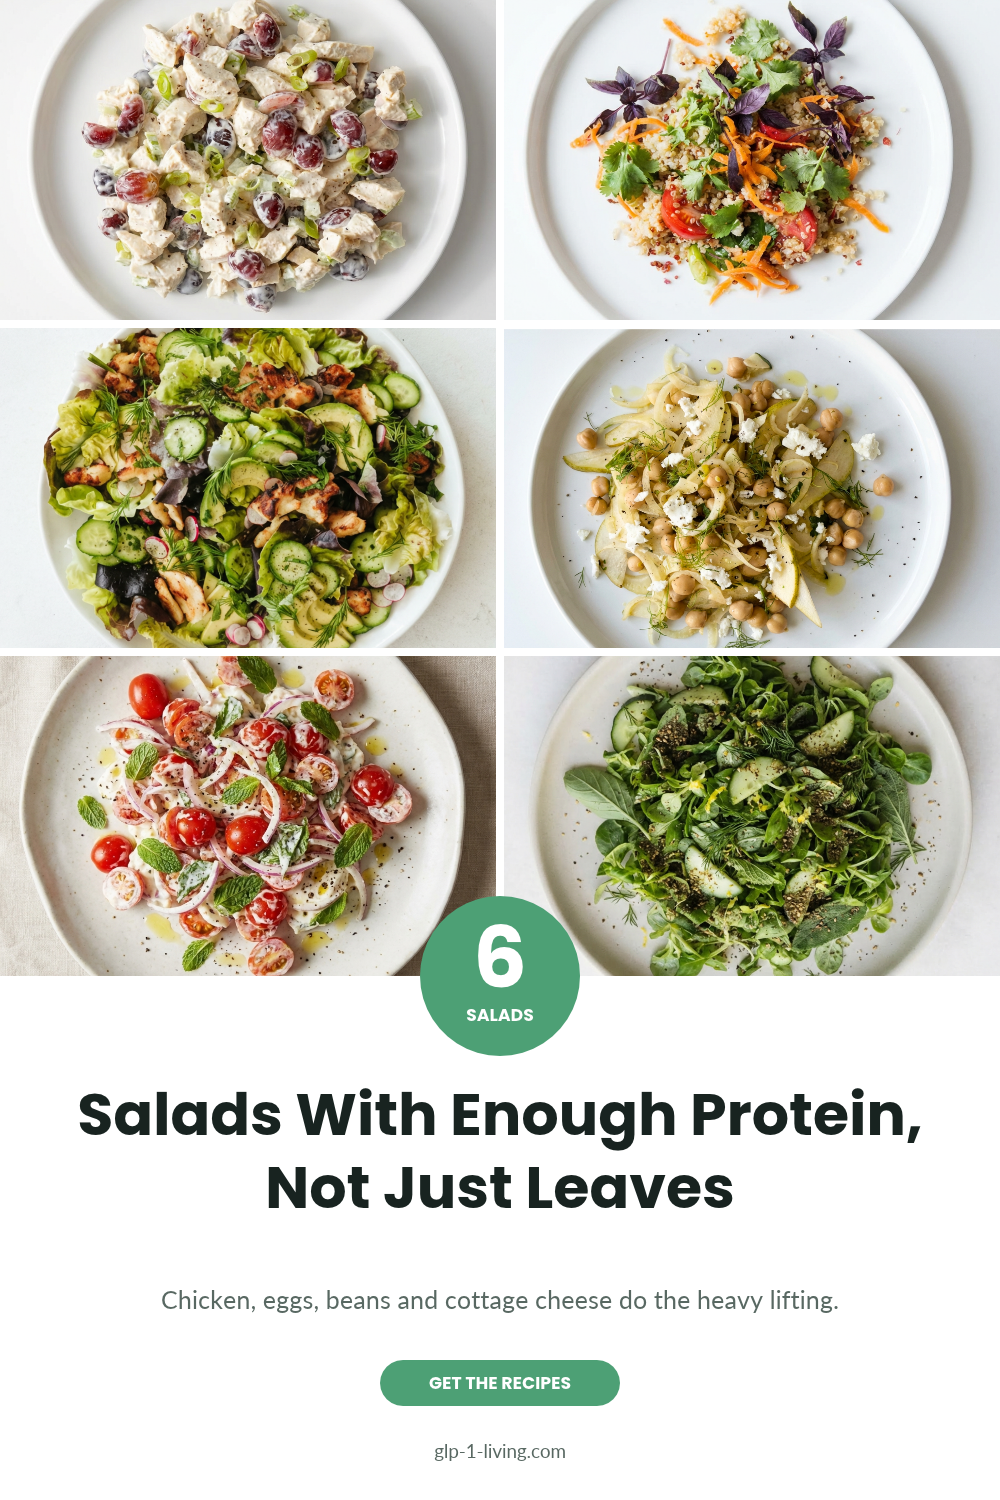 6
SALADS
Salads With Enough Protein,
Not Just Leaves
Chicken, eggs, beans and cottage cheese do the heavy lifting.
GET THE RECIPES
glp-1-living.com